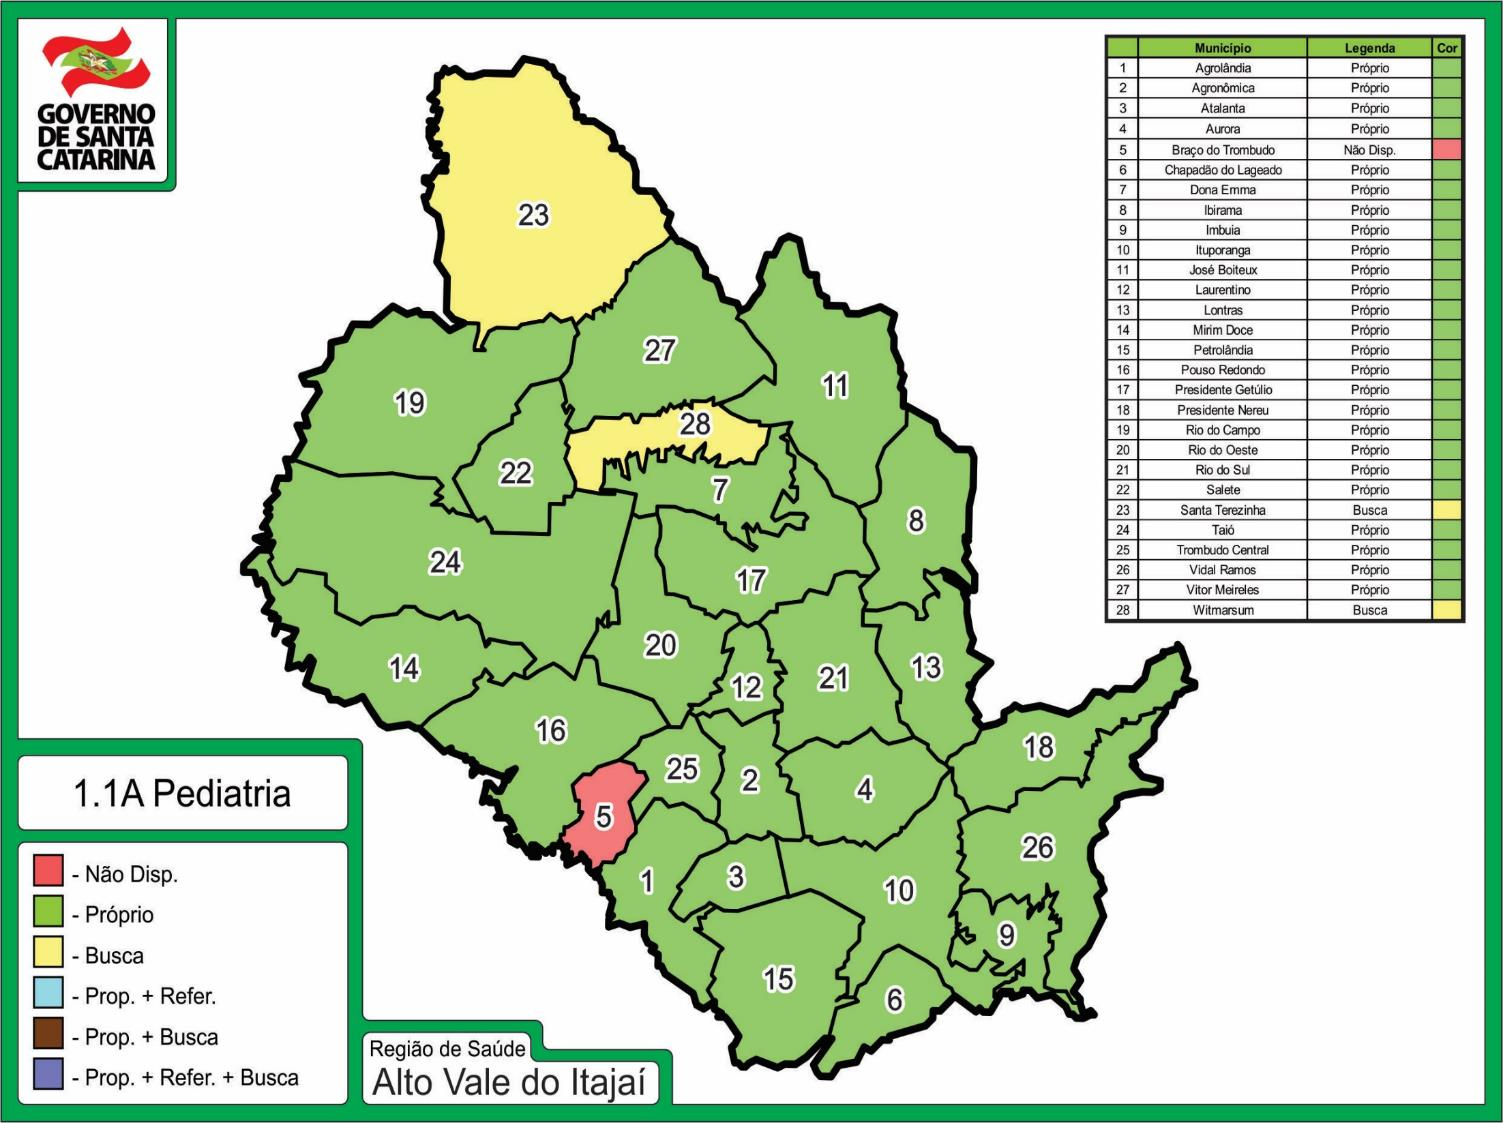 GOVERNO
DE SANTA
CATARINA
Município Legenda Cor
1 Agrolândia Próprio
2 Agronômica Próprio
3 Atalanta Próprio
4 Aurora Próprio
5 Braço do Trombudo Não Disp.
6 Chapadão do Lageado Próprio
7 Dona Emma Próprio
8 Ibirama Próprio
9 Imbuia Próprio
10 Ituporanga Próprio
11 José Boiteux Próprio
12 Laurentino Próprio
13 Lontras Próprio
14 Mirim Doce Próprio
15 Petrolândia Próprio
16 Pouso Redondo Próprio
17 Presidente Getúlio Próprio
18 Presidente Nereu Próprio
19 Rio do Campo Próprio
20 Rio do Oeste Próprio
21 Rio do Sul Próprio
22 Salete Próprio
23 Santa Terezinha Busca
24 Taió Próprio
25 Trombudo Central Próprio
26 Vidal Ramos Próprio
27 Vitor Meireles Próprio
28 Witmarsum Busca
23
27
11
19
28
22
7
8
24
17
20
14
12
21
13
16
18
25
2
4
5
26
1
3
10
9
15
6
1.1A Pediatria
- Não Disp.
- Próprio
- Busca
- Prop. + Refer.
- Prop. + Busca
- Prop. + Refer. + Busca
Região de Saúde
Alto Vale do Itajaí